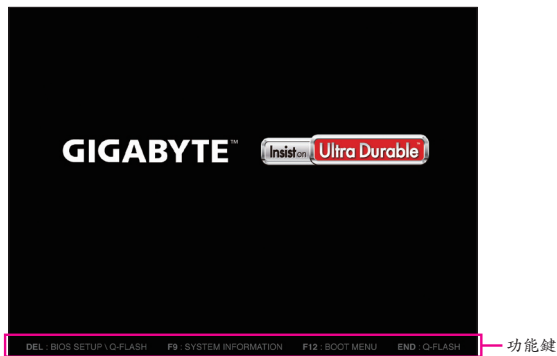 GIGABYTE™
Insist on Ultra Durable™
DEL : BIOS SETUP \ Q-FLASH F9 : SYSTEM INFORMATION F12 : BOOT MENU END : Q-FLASH
功能鍵